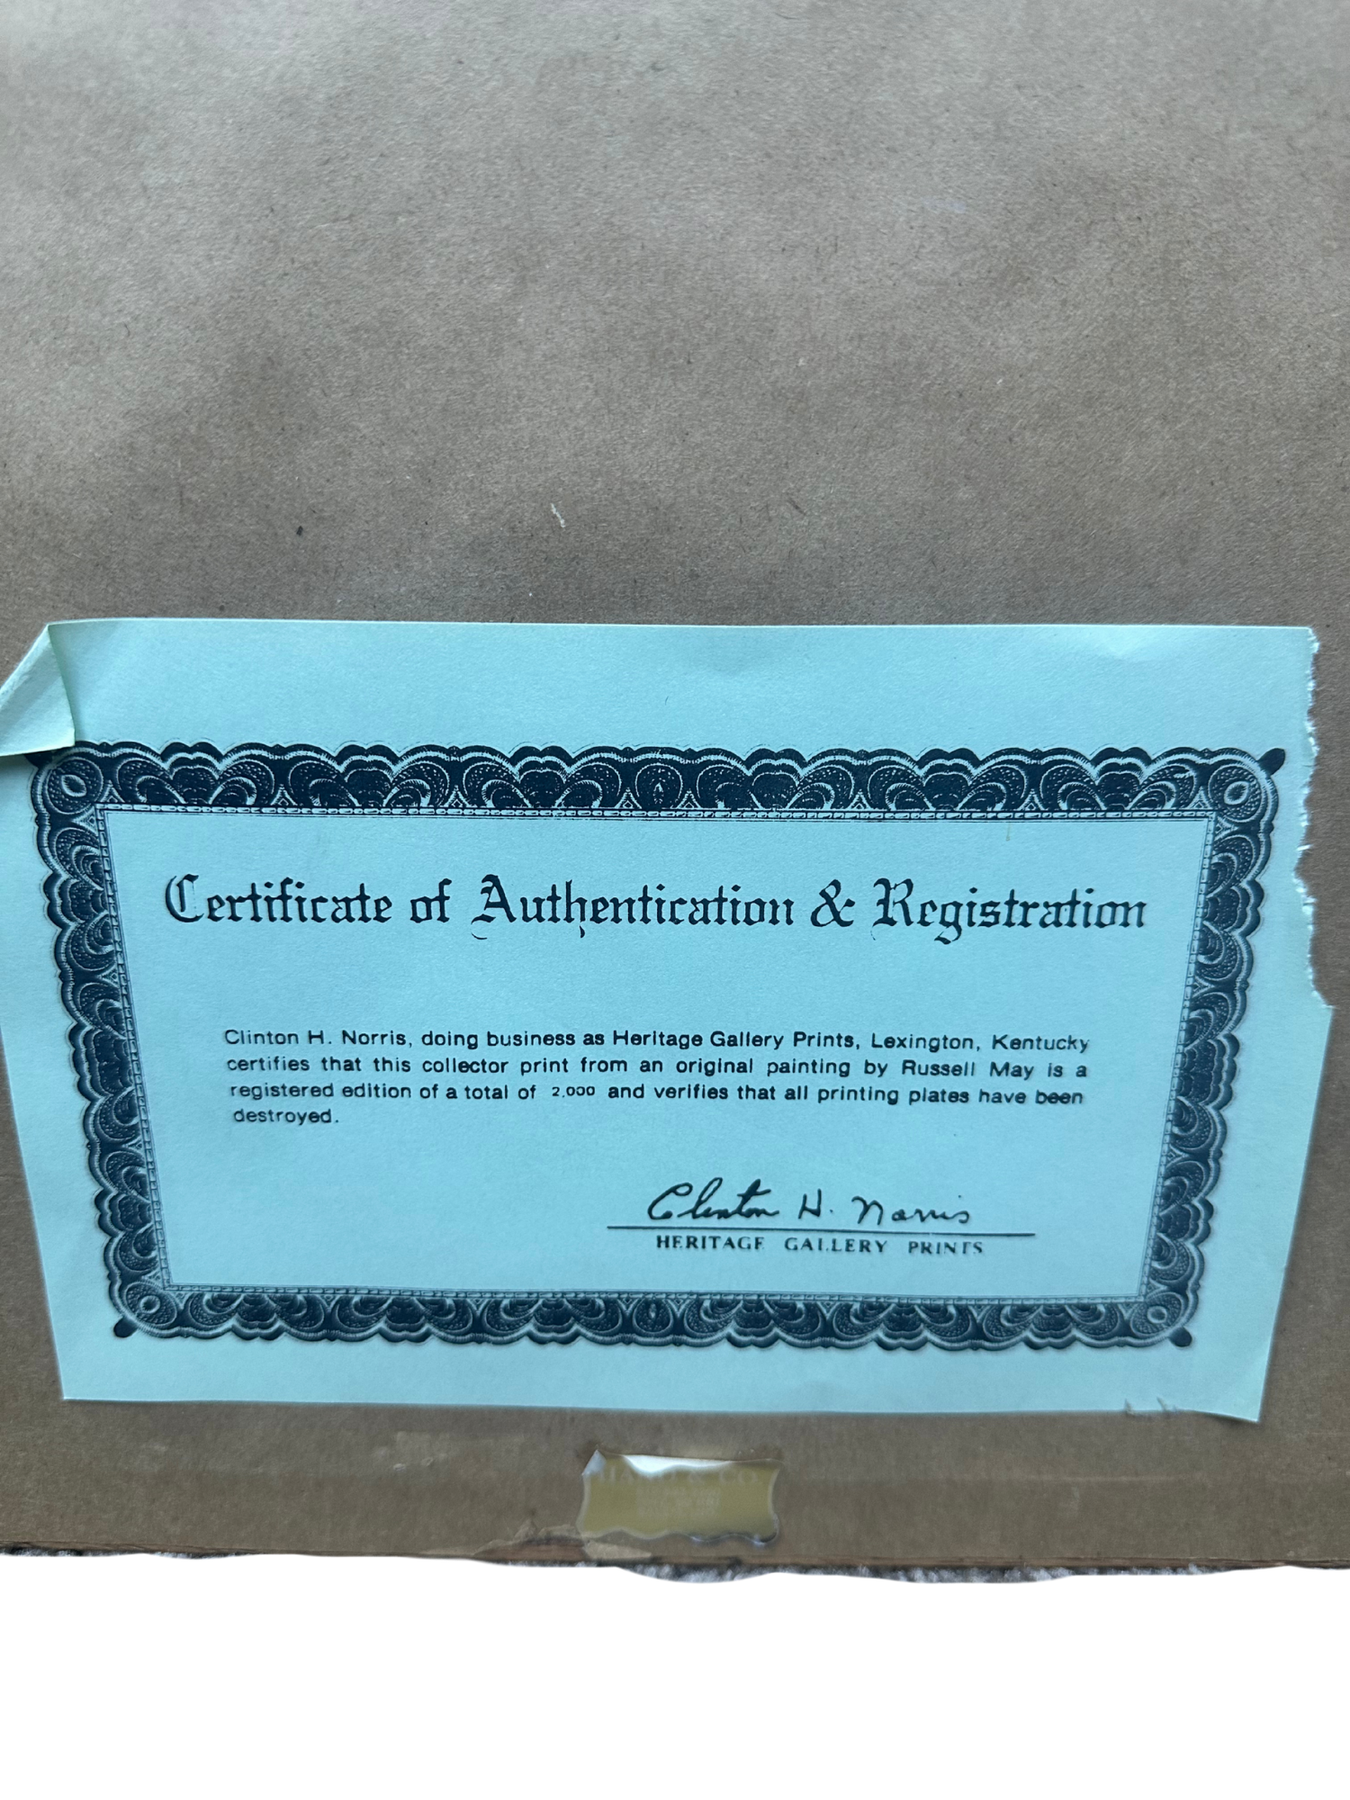 Certificate of Authentication & Registration
Clinton H. Norris, doing business as Heritage Gallery Prints, Lexington, Kentucky
certifies that this collector print from an original painting by Russell May is a
registered edition of a total of 2,000 and verifies that all printing plates have been
destroyed.
Clinton H. Norris
HERITAGE GALLERY PRINTS
& CO